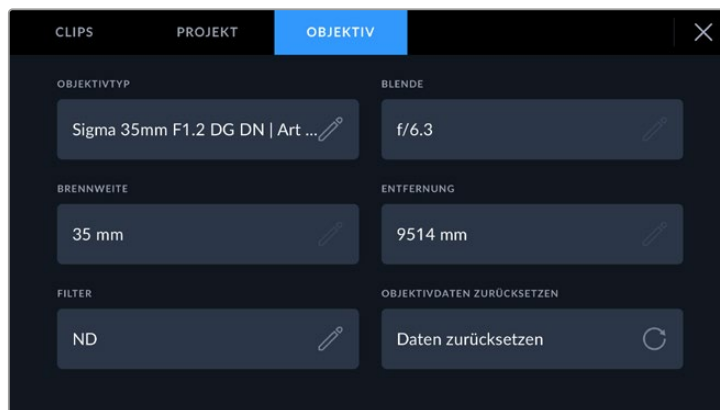 CLIPS PROJEKT OBJEKTIV
OBJEKTIVTYP BLENDE
Sigma 35mm F1.2 DG DN | Art ... f/6.3
BRENNWEITE ENTFERNUNG
35 mm 9514 mm
FILTER OBJEKTIVDATEN ZURÜCKSETZEN
ND Daten zurücksetzen